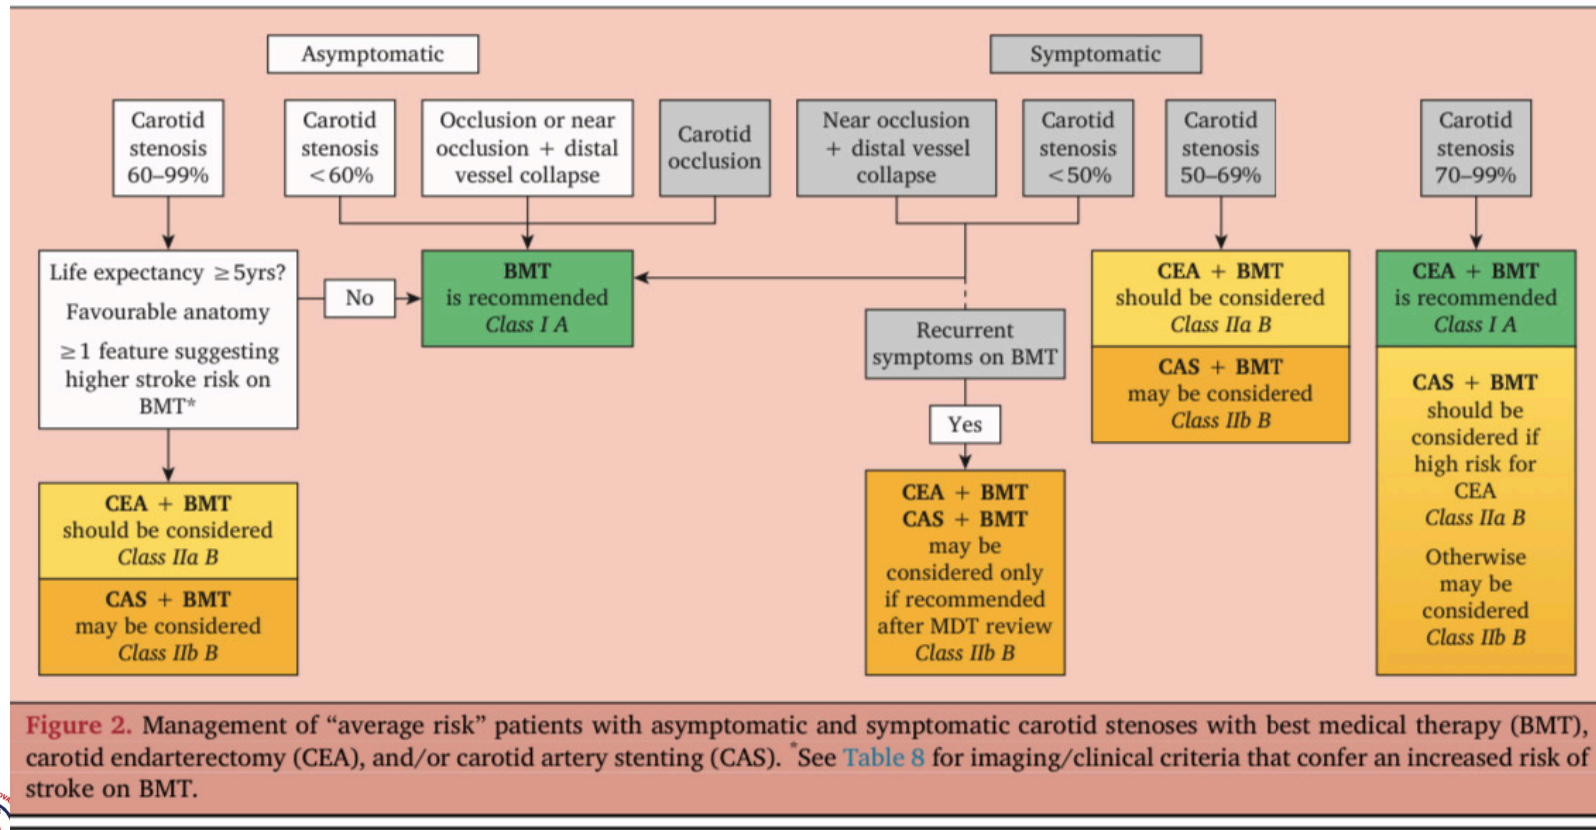 Asymptomatic
Symptomatic
Carotid
stenosis
60–99%
Carotid
stenosis
<60%
Occlusion or near
occlusion + distal
vessel collapse
Carotid
occlusion
Near occlusion
+ distal vessel
collapse
Carotid
stenosis
<50%
Carotid
stenosis
50–69%
Carotid
stenosis
70–99%
Life expectancy ≥5yrs?
Favourable anatomy
≥1 feature suggesting
higher stroke risk on
BMT*
No
BMT
is recommended
Class I A
Recurrent
symptoms on BMT
Yes
CEA + BMT
should be considered
Class IIa B
CAS + BMT
may be considered
Class IIb B
CEA + BMT
is recommended
Class I A
CAS + BMT
should be
considered if
high risk for
CEA
Class IIa B
Otherwise
may be
considered
Class IIb B
CEA + BMT
should be considered
Class IIa B
CAS + BMT
may be considered
Class IIb B
CEA + BMT
CAS + BMT
may be
considered only
if recommended
after MDT review
Class IIb B
Figure 2. Management of “average risk” patients with asymptomatic and symptomatic carotid stenoses with best medical therapy (BMT),
carotid endarterectomy (CEA), and/or carotid artery stenting (CAS). *See Table 8 for imaging/clinical criteria that confer an increased risk of
stroke on BMT.